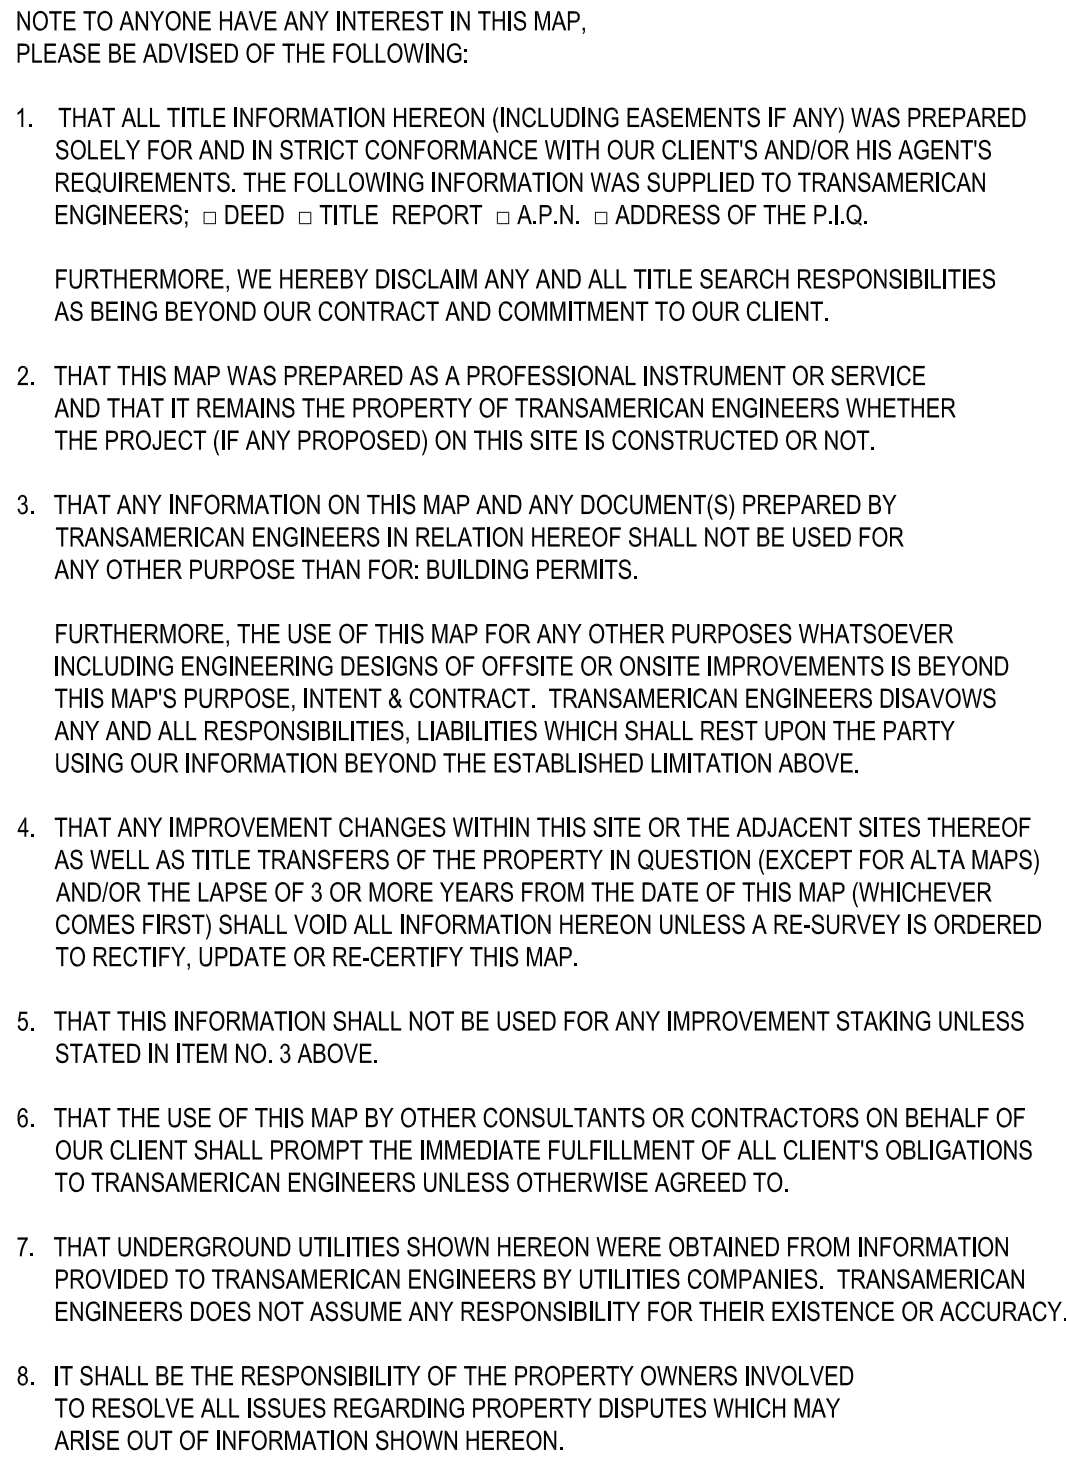 NOTE TO ANYONE HAVE ANY INTEREST IN THIS MAP,
PLEASE BE ADVISED OF THE FOLLOWING:
1. THAT ALL TITLE INFORMATION HEREON (INCLUDING EASEMENTS IF ANY) WAS PREPARED
SOLELY FOR AND IN STRICT CONFORMANCE WITH OUR CLIENT'S AND/OR HIS AGENT'S
REQUIREMENTS. THE FOLLOWING INFORMATION WAS SUPPLIED TO TRANSAMERICAN
ENGINEERS; □ DEED □ TITLE REPORT □ A.P.N. □ ADDRESS OF THE P.I.Q.
FURTHERMORE, WE HEREBY DISCLAIM ANY AND ALL TITLE SEARCH RESPONSIBILITIES
AS BEING BEYOND OUR CONTRACT AND COMMITMENT TO OUR CLIENT.
2. THAT THIS MAP WAS PREPARED AS A PROFESSIONAL INSTRUMENT OR SERVICE
AND THAT IT REMAINS THE PROPERTY OF TRANSAMERICAN ENGINEERS WHETHER
THE PROJECT (IF ANY PROPOSED) ON THIS SITE IS CONSTRUCTED OR NOT.
3. THAT ANY INFORMATION ON THIS MAP AND ANY DOCUMENT(S) PREPARED BY
TRANSAMERICAN ENGINEERS IN RELATION HEREOF SHALL NOT BE USED FOR
ANY OTHER PURPOSE THAN FOR: BUILDING PERMITS.
FURTHERMORE, THE USE OF THIS MAP FOR ANY OTHER PURPOSES WHATSOEVER
INCLUDING ENGINEERING DESIGNS OF OFFSITE OR ONSITE IMPROVEMENTS IS BEYOND
THIS MAP'S PURPOSE, INTENT & CONTRACT. TRANSAMERICAN ENGINEERS DISAVOWS
ANY AND ALL RESPONSIBILITIES, LIABILITIES WHICH SHALL REST UPON THE PARTY
USING OUR INFORMATION BEYOND THE ESTABLISHED LIMITATION ABOVE.
4. THAT ANY IMPROVEMENT CHANGES WITHIN THIS SITE OR THE ADJACENT SITES THEREOF
AS WELL AS TITLE TRANSFERS OF THE PROPERTY IN QUESTION (EXCEPT FOR ALTA MAPS)
AND/OR THE LAPSE OF 3 OR MORE YEARS FROM THE DATE OF THIS MAP (WHICHEVER
COMES FIRST) SHALL VOID ALL INFORMATION HEREON UNLESS A RE-SURVEY IS ORDERED
TO RECTIFY, UPDATE OR RE-CERTIFY THIS MAP.
5. THAT THIS INFORMATION SHALL NOT BE USED FOR ANY IMPROVEMENT STAKING UNLESS
STATED IN ITEM NO. 3 ABOVE.
6. THAT THE USE OF THIS MAP BY OTHER CONSULTANTS OR CONTRACTORS ON BEHALF OF
OUR CLIENT SHALL PROMPT THE IMMEDIATE FULFILLMENT OF ALL CLIENT'S OBLIGATIONS
TO TRANSAMERICAN ENGINEERS UNLESS OTHERWISE AGREED TO.
7. THAT UNDERGROUND UTILITIES SHOWN HEREON WERE OBTAINED FROM INFORMATION
PROVIDED TO TRANSAMERICAN ENGINEERS BY UTILITIES COMPANIES. TRANSAMERICAN
ENGINEERS DOES NOT ASSUME ANY RESPONSIBILITY FOR THEIR EXISTENCE OR ACCURACY.
8. IT SHALL BE THE RESPONSIBILITY OF THE PROPERTY OWNERS INVOLVED
TO RESOLVE ALL ISSUES REGARDING PROPERTY DISPUTES WHICH MAY
ARISE OUT OF INFORMATION SHOWN HEREON.